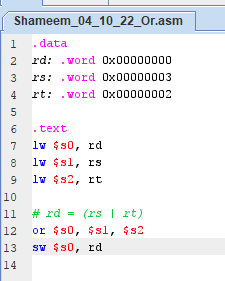 Shameem_04_10_22_Or.asm
1 .data
2 rd: .word 0x00000000
3 rs: .word 0x00000003
4 rt: .word 0x00000002
5
6 .text
7 lw $s0, rd
8 lw $s1, rs
9 lw $s2, rt
10
11 # rd = (rs | rt)
12 or $s0, $s1, $s2
13 sw $s0, rd
14